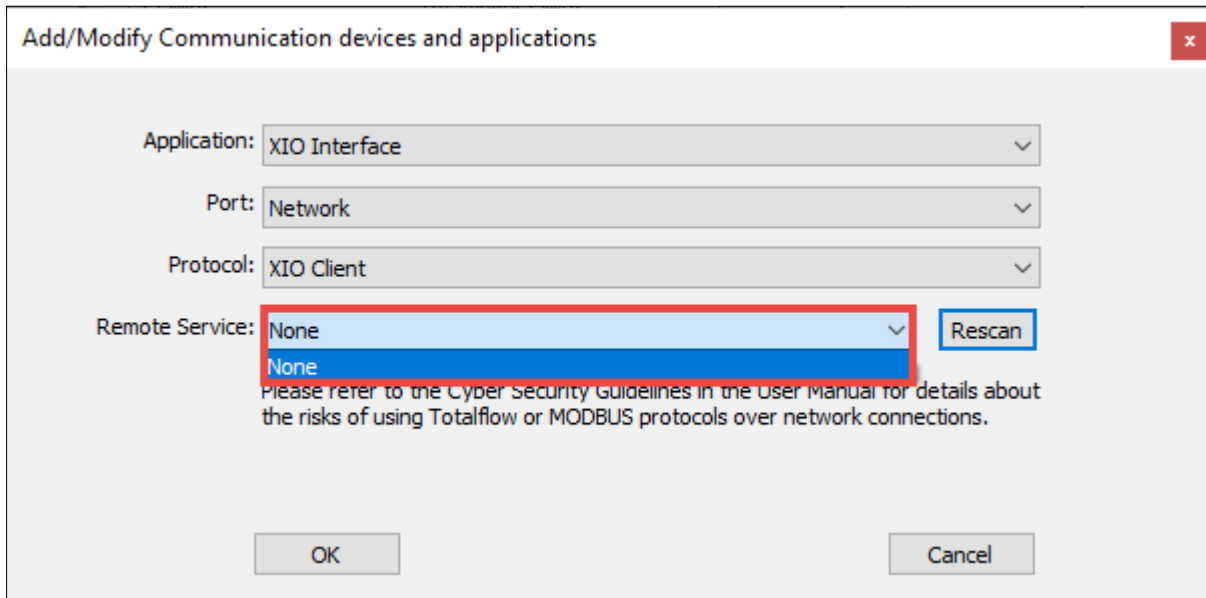 Add/Modify Communication devices and applications
x
Application: XIO Interface
Port: Network
Protocol: XIO Client
Remote Service: None Rescan
None
Please refer to the Cyber Security Guidelines in the User Manual for details about
the risks of using Totalflow or MODBUS protocols over network connections.
OK Cancel